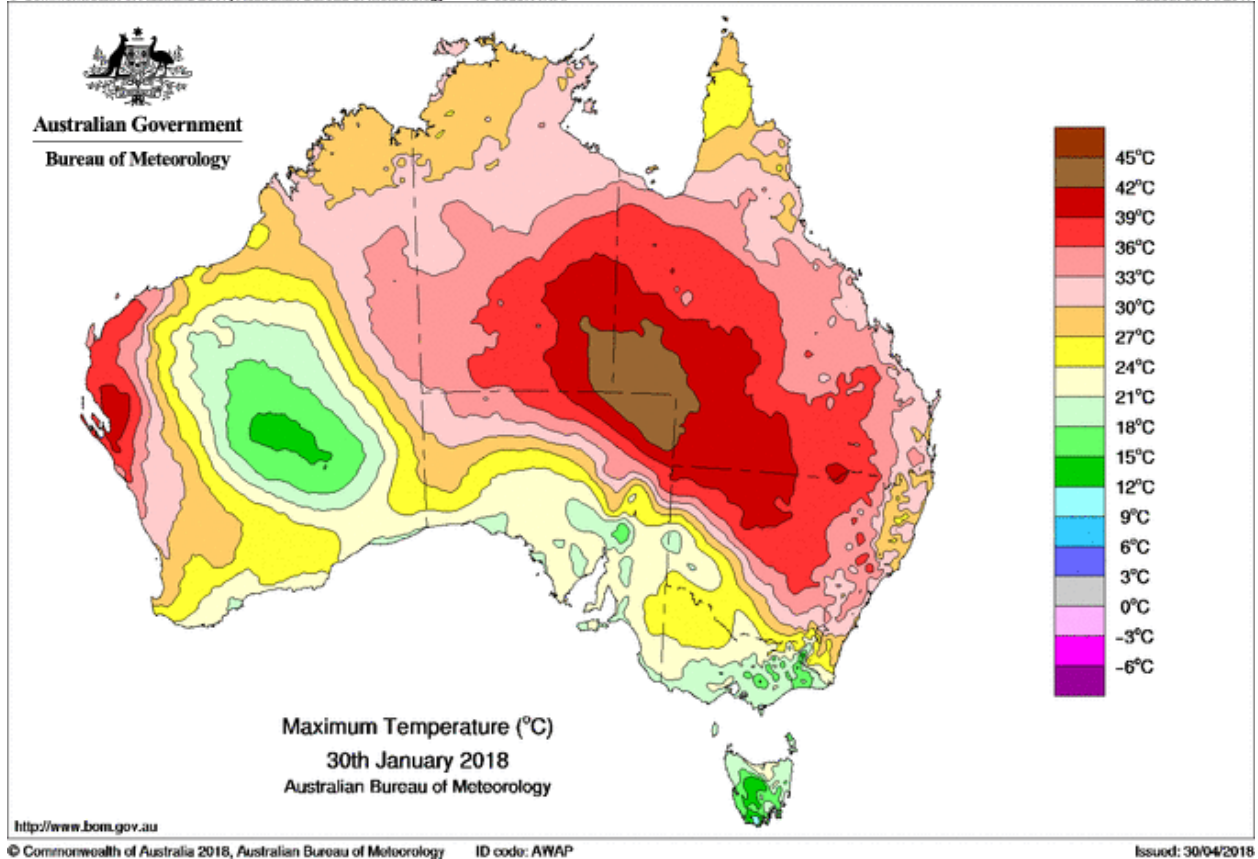 Australian Government
Bureau of Meteorology
45°C
42°C
39°C
36°C
33°C
30°C
27°C
24°C
21°C
18°C
15°C
12°C
9°C
6°C
3°C
0°C
-3°C
-6°C
Maximum Temperature (°C)
30th January 2018
Australian Bureau of Meteorology
http://www.bom.gov.au
© Commonwealth of Australia 2018, Australian Bureau of Meteorology ID code: AWAP Issued: 30/04/2018